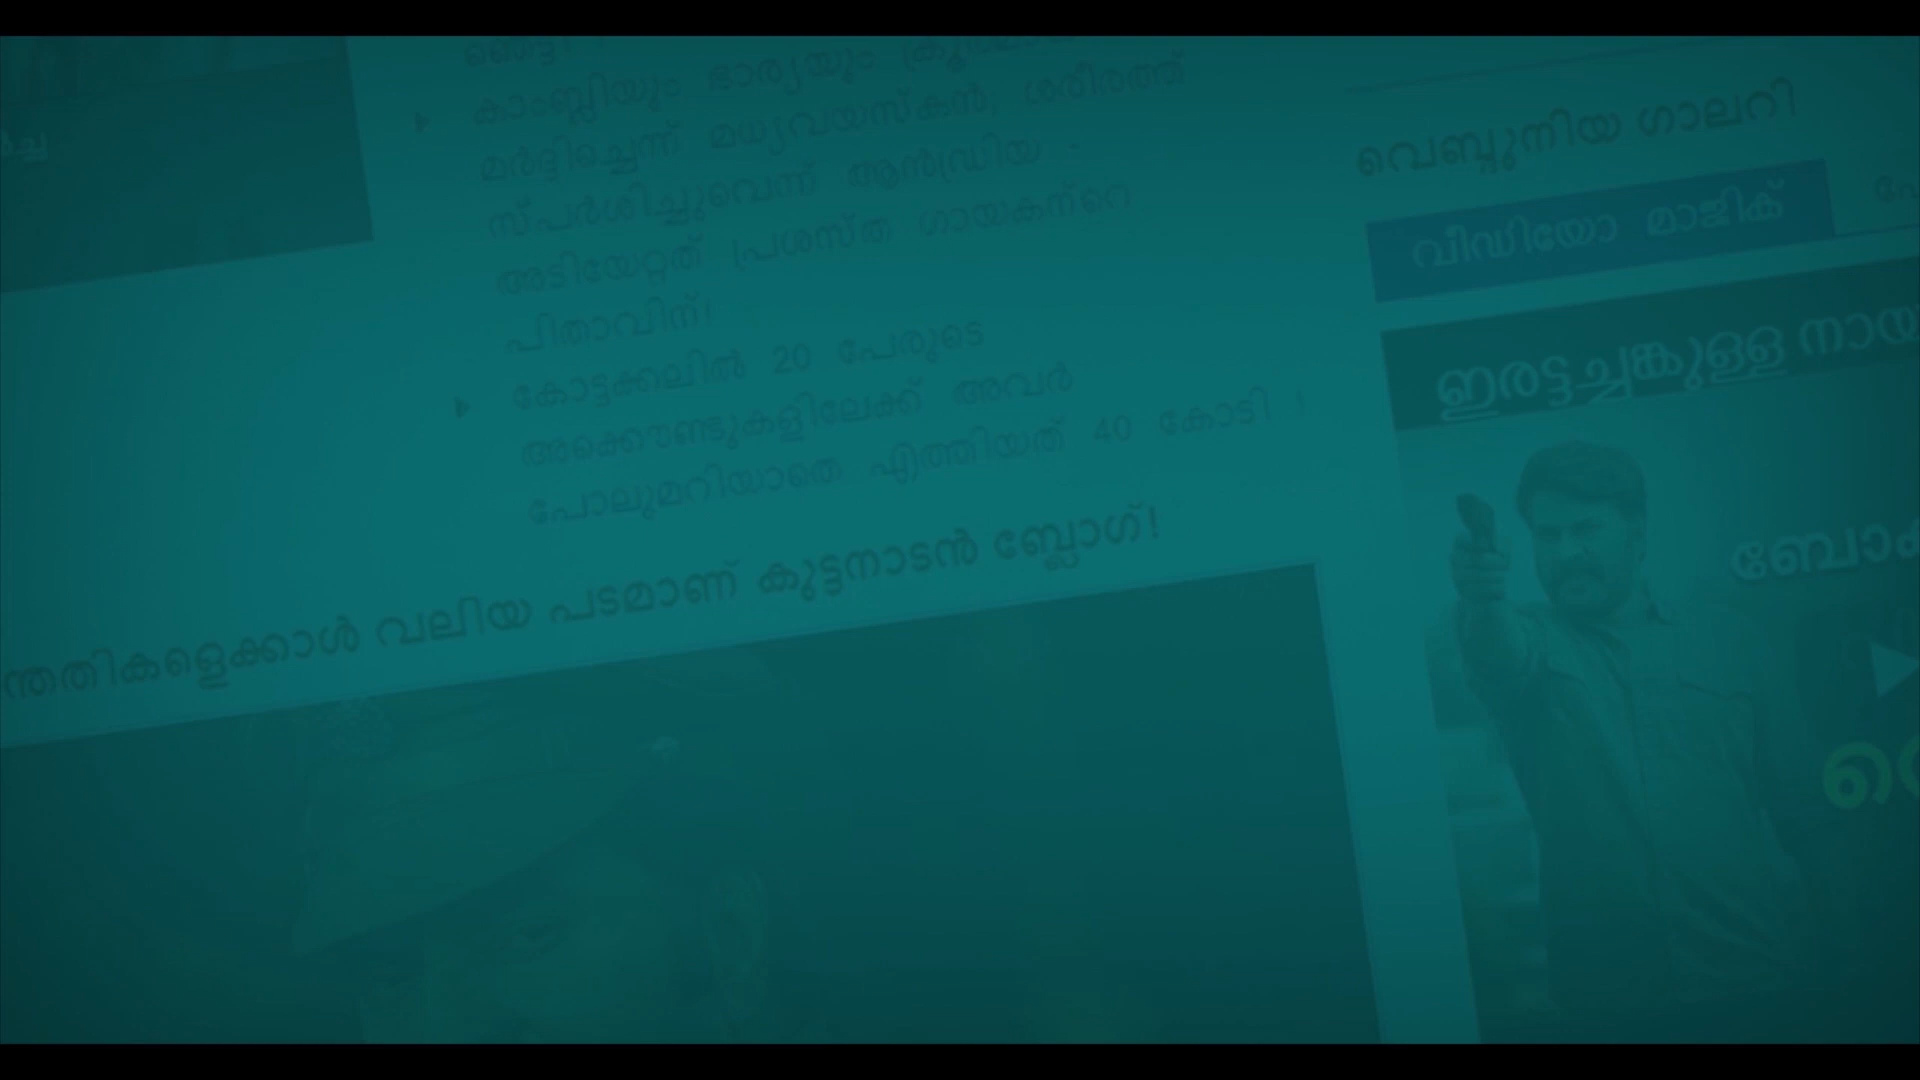 ർച്ച
കാംബ്ലിയും ഭാര്യയും
മർദ്ദിച്ചെന്ന് മധ്യവയസ്കൻ; ശരീരത്ത്
സ്പർശിച്ചുവെന്ന് ആൻഡ്രിയ -
അടിയേറ്റത് പ്രശസ്ത ഗായകന്റെ
പിതാവിന്!
കോട്ടക്കലിൽ 20 പേരുടെ
അക്കൌണ്ടുകളിലേക്ക് അവർ
പോലുമറിയാതെ എത്തിയത് 40 കോടി !
ന്തതികളെക്കാൾ വലിയ പടമാണ് കുട്ടനാടൻ ബ്ലോഗ്!
വെബ്ദുനിയ ഗാലറി
വീഡിയോ മാജിക്
ഇരട്ടച്ചങ്കുള്ള നായ
ബോക